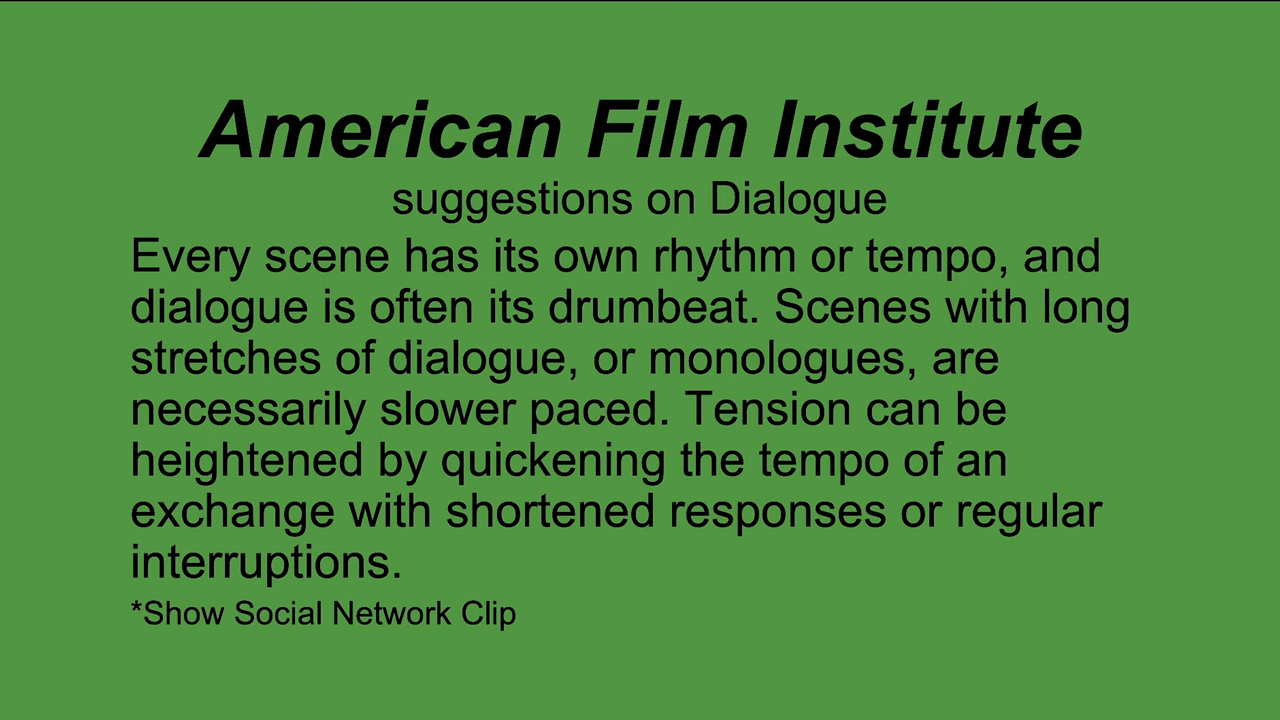 American Film Institute
suggestions on Dialogue
Every scene has its own rhythm or tempo, and
dialogue is often its drumbeat. Scenes with long
stretches of dialogue, or monologues, are
necessarily slower paced. Tension can be
heightened by quickening the tempo of an
exchange with shortened responses or regular
interruptions.
*Show Social Network Clip